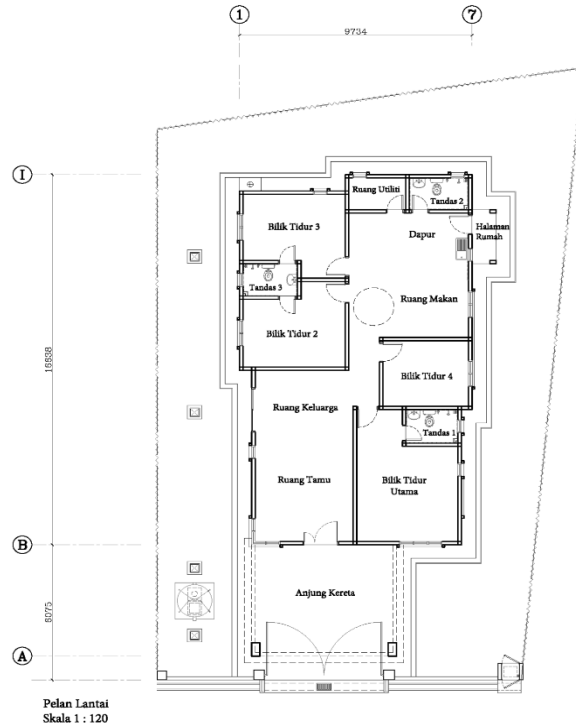 1
7
9734
I
Ruang Utiliti
Tandas 2
Bilik Tidur 3
Dapur
Halaman
Rumah
Tandas 3
Ruang Makan
Bilik Tidur 2
16838
Bilik Tidur 4
Ruang Keluarga
Tandas 1
Ruang Tamu
Bilik Tidur
Utama
B
Anjung Kereta
6075
A
Pelan Lantai
Skala 1 : 120